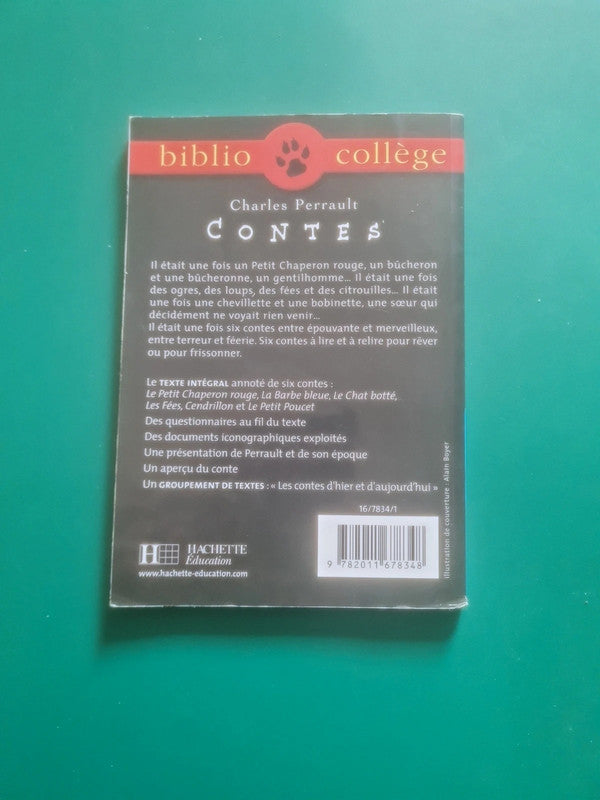 biblio collège
Charles Perrault
CONTES
Il était une fois un Petit Chaperon rouge, un bûcheron
et une bûcheronne, un gentilhomme... Il était une fois
des ogres, des loups, des fées et des citrouilles... Il était
une fois une chevillette et une bobinette, une sœur qui
décidément ne voyait rien venir...
Il était une fois six contes entre épouvante et merveilleux,
entre terreur et féerie. Six contes à lire et à relire pour rêver
ou pour frissonner.
Le TEXTE INTÉGRAL annoté de six contes :
Le Petit Chaperon rouge, La Barbe bleue, Le Chat botté,
Les Fées, Cendrillon et Le Petit Poucet
Des questionnaires au fil du texte
Des documents iconographiques exploités
Une présentation de Perrault et de son époque
Un aperçu du conte
Un GROUPEMENT DE TEXTES : « Les contes d'hier et d'aujourd'hui »
16/7834/1
9 782011 678348
H HACHETTE
Éducation
www.hachette-education.com
Illustration de couverture : Alain Boyer